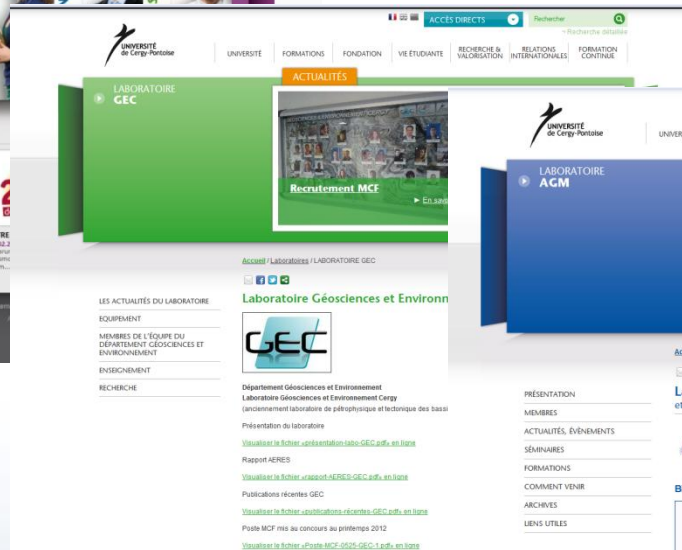 ACCÈS DIRECTS
Rechercher
Recherche détaillée
UNIVERSITÉ
de Cergy-Pontoise
UNIVERSITÉ
FORMATIONS
FONDATION
VIE ÉTUDIANTE
RECHERCHE &
VALORISATION
RELATIONS
INTERNATIONALES
FORMATION
CONTINUE
ACTUALITÉS
LABORATOIRE
GEC
Recrutement MCF
En savo
Accueil / Laboratoires / LABORATOIRE GEC
LES ACTUALITÉS DU LABORATOIRE
EQUIPEMENT
MEMBRES DE L'ÉQUIPE DU
DÉPARTEMENT GÉOSCIENCES ET
ENVIRONNEMENT
ENSEIGNEMENT
RECHERCHE
Laboratoire Géosciences et Environn
GEC
Département Géosciences et Environnement
Laboratoire Géosciences et Environnement Cergy
(anciennement laboratoire de pétrophysique et tectonique des bassi
Présentation du laboratoire
Visualiser le fichier «présentation-labo-GEC.pdf» en ligne
Rapport AERES
Visualiser le fichier «rapport-AERES-GEC.pdf» en ligne
Publications récentes GEC
Visualiser le fichier «publications-récentes-GEC.pdf» en ligne
Poste MCF mis au concours au printemps 2012
Visualiser le fichier «Poste-MCF-0525-GEC-1.pdf» en ligne
UNIVERSITÉ
de Cergy-Pontoise
UNIVER
LABORATOIRE
AGM
PRÉSENTATION
MEMBRES
ACTUALITÉS, ÉVÈNEMENTS
SÉMINAIRES
FORMATIONS
COMMENT VENIR
ARCHIVES
LIENS UTILES